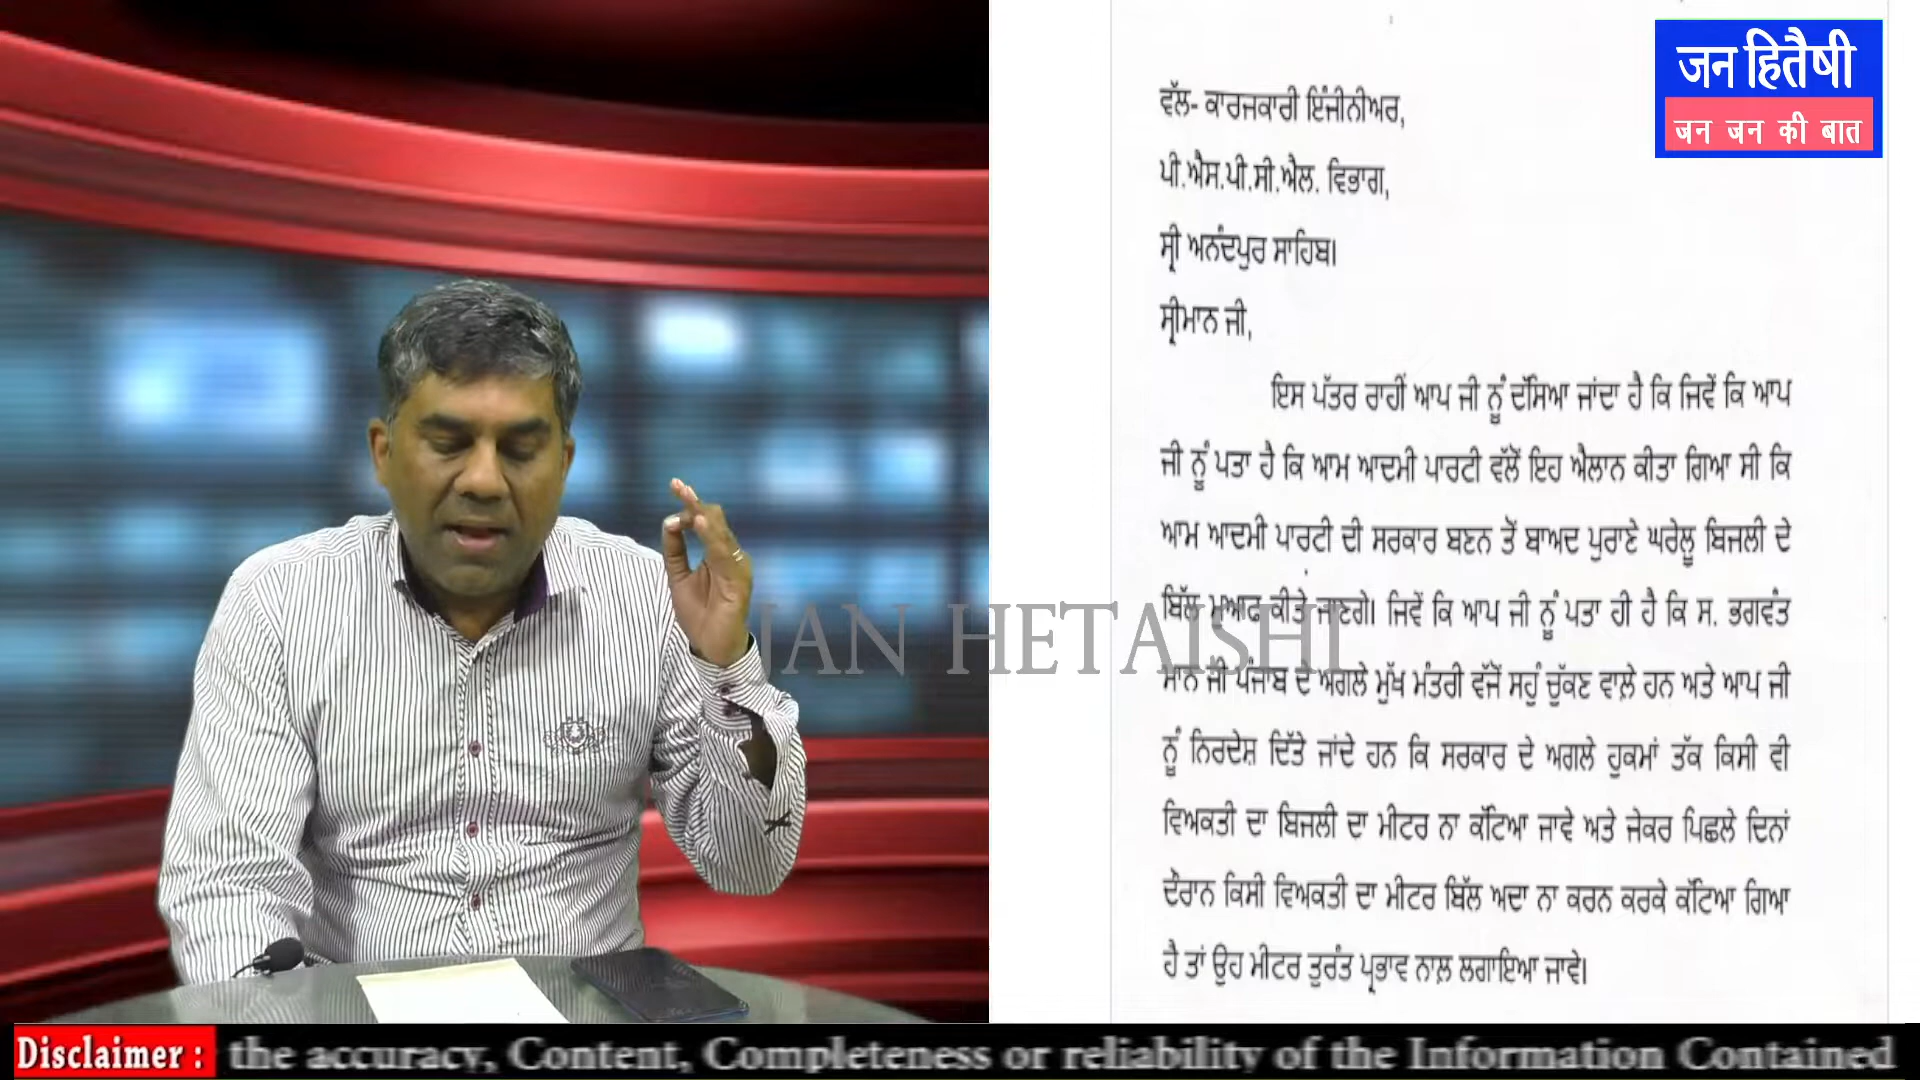 जन हितैषी
जन जन की बात
ਵੱਲ- ਕਾਰਜਕਾਰੀ ਇੰਜੀਨੀਅਰ,
ਪੀ.ਐਸ.ਪੀ.ਸੀ.ਐਲ. ਵਿਭਾਗ,
ਸ੍ਰੀ ਅਨੰਦਪੁਰ ਸਾਹਿਬ।
ਸ੍ਰੀਮਾਨ ਜੀ,
ਇਸ ਪੱਤਰ ਰਾਹੀਂ ਆਪ ਜੀ ਨੂੰ ਦੱਸਿਆ ਜਾਂਦਾ ਹੈ ਕਿ ਜਿਵੇਂ ਕਿ ਆਪ
ਜੀ ਨੂੰ ਪਤਾ ਹੈ ਕਿ ਆਮ ਆਦਮੀ ਪਾਰਟੀ ਵੱਲੋਂ ਇਹ ਐਲਾਨ ਕੀਤਾ ਗਿਆ ਸੀ ਕਿ
ਆਮ ਆਦਮੀ ਪਾਰਟੀ ਦੀ ਸਰਕਾਰ ਬਣਨ ਤੋਂ ਬਾਅਦ ਪੁਰਾਣੇ ਘਰੇਲੂ ਬਿਜਲੀ ਦੇ
ਬਿੱਲ ਮੁਆਫ ਕੀਤੇ ਜਾਣਗੇ। ਜਿਵੇਂ ਕਿ ਆਪ ਜੀ ਨੂੰ ਪਤਾ ਹੀ ਹੈ ਕਿ ਸ. ਭਗਵੰਤ
JAN HETAISHI
ਮਾਨ ਜੀ ਪੰਜਾਬ ਦੇ ਅਗਲੇ ਮੁੱਖ ਮੰਤਰੀ ਵੱਜੋਂ ਸਹੁੰ ਚੁੱਕਣ ਵਾਲ਼ੇ ਹਨ ਅਤੇ ਆਪ ਜੀ
ਨੂੰ ਨਿਰਦੇਸ਼ ਦਿੱਤੇ ਜਾਂਦੇ ਹਨ ਕਿ ਸਰਕਾਰ ਦੇ ਅਗਲੇ ਹੁਕਮਾਂ ਤੱਕ ਕਿਸੀ ਵੀ
ਵਿਅਕਤੀ ਦਾ ਬਿਜਲੀ ਦਾ ਮੀਟਰ ਨਾ ਕੱਟਿਆ ਜਾਵੇ ਅਤੇ ਜੇਕਰ ਪਿਛਲੇ ਦਿਨਾਂ
ਦੌਰਾਨ ਕਿਸੀ ਵਿਅਕਤੀ ਦਾ ਮੀਟਰ ਬਿੱਲ ਅਦਾ ਨਾ ਕਰਨ ਕਰਕੇ ਕੱਟਿਆ ਗਿਆ
ਹੈ ਤਾਂ ਉਹ ਮੀਟਰ ਤੁਰੰਤ ਪ੍ਰਭਾਵ ਨਾਲ਼ ਲਗਾਇਆ ਜਾਵੇ।
Disclaimer : the accuracy, Content, Completeness or reliability of the Information Contained